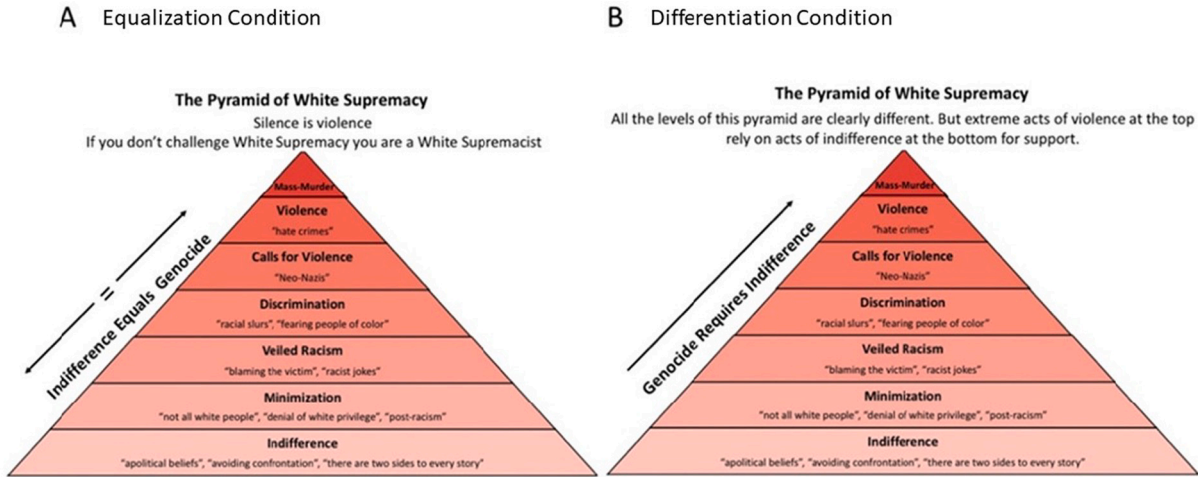 A Equalization Condition
The Pyramid of White Supremacy
Silence is violence
If you don't challenge White Supremacy you are a White Supremacist
Mass-Murder
Violence
"hate crimes"
Calls for Violence
"Neo-Nazis"
Discrimination
"racial slurs", "fearing people of color"
Veiled Racism
"blaming the victim", "racist jokes"
Minimization
"not all white people", "denial of white privilege", "post-racism"
Indifference
"apolitical beliefs", "avoiding confrontation", "there are two sides to every story"
=
Indifference Equals Genocide
B Differentiation Condition
The Pyramid of White Supremacy
All the levels of this pyramid are clearly different. But extreme acts of violence at the top
rely on acts of indifference at the bottom for support.
Mass-Murder
Violence
"hate crimes"
Calls for Violence
"Neo-Nazis"
Discrimination
"racial slurs", "fearing people of color"
Veiled Racism
"blaming the victim", "racist jokes"
Minimization
"not all white people", "denial of white privilege", "post-racism"
Indifference
"apolitical beliefs", "avoiding confrontation", "there are two sides to every story"
Genocide Requires Indifference